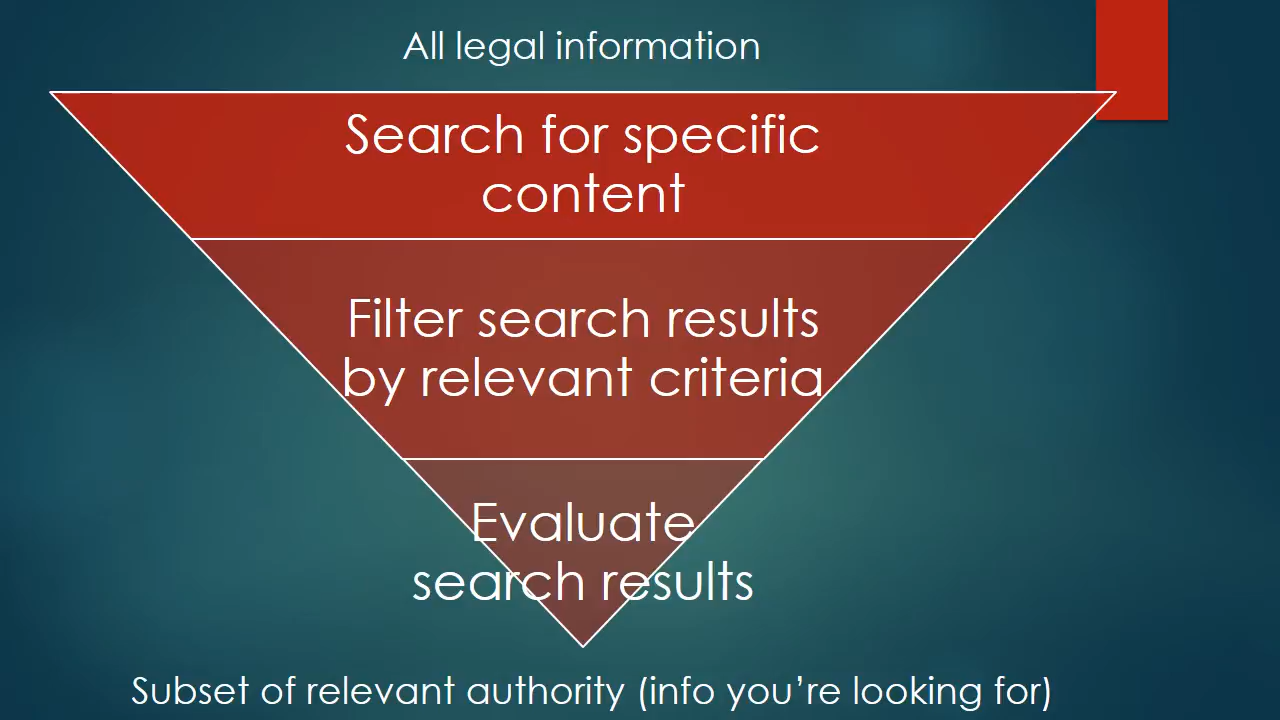 All legal information
Search for specific
content
Filter search results
by relevant criteria
Evaluate
search results
Subset of relevant authority (info you’re looking for)